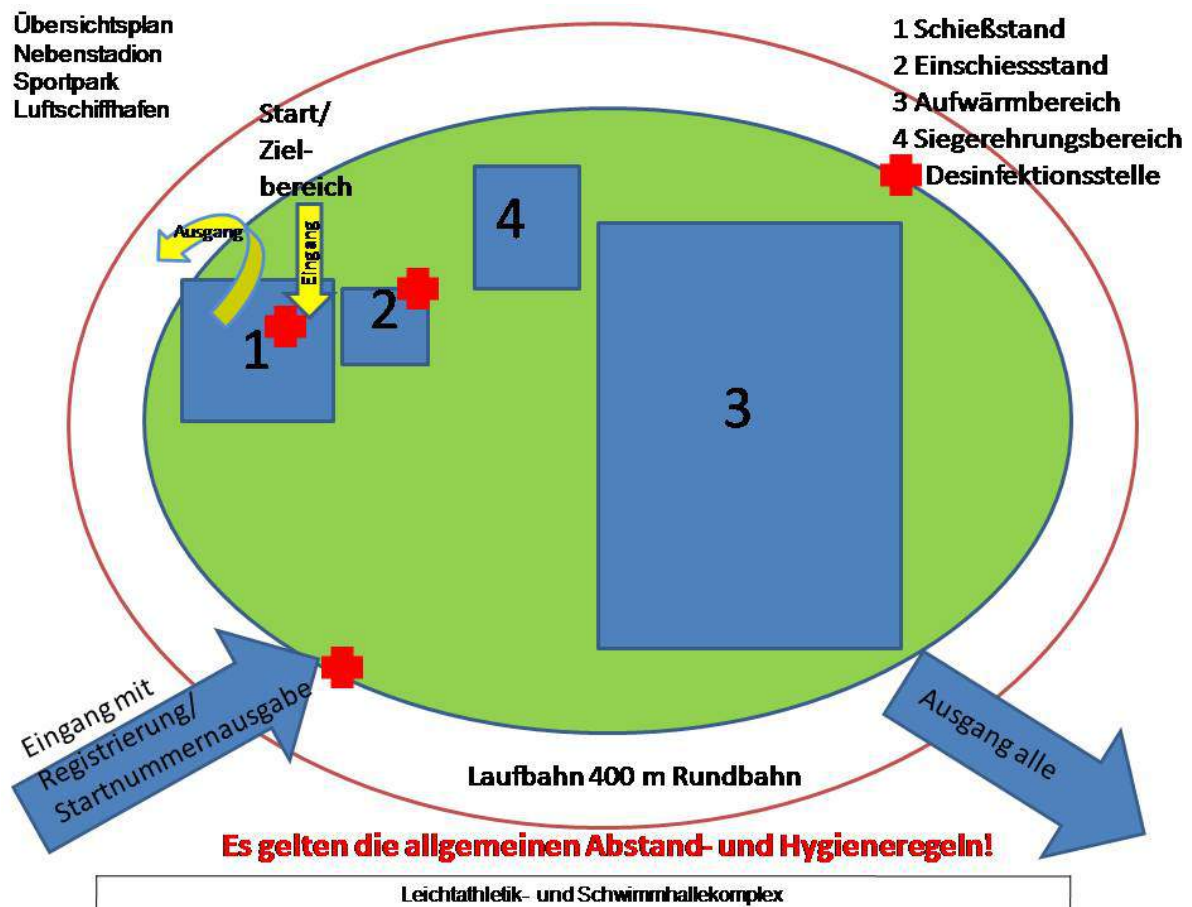 Übersichtsplan
Nebenstadion
Sportpark
Luftschiffhafen
1 Schießstand
2 Einschiessstand
3 Aufwärmbereich
4 Siegerehrungsbereich
Desinfektionsstelle
Start/
Ziel-
bereich
Ausgang
Eingang
4
2
1
3
Eingang mit
Registrierung/
Startnummernausgabe
Ausgang alle
Laufbahn 400 m Rundbahn
Es gelten die allgemeinen Abstand- und Hygieneregeln!
Leichtathletik- und Schwimmhallekomplex